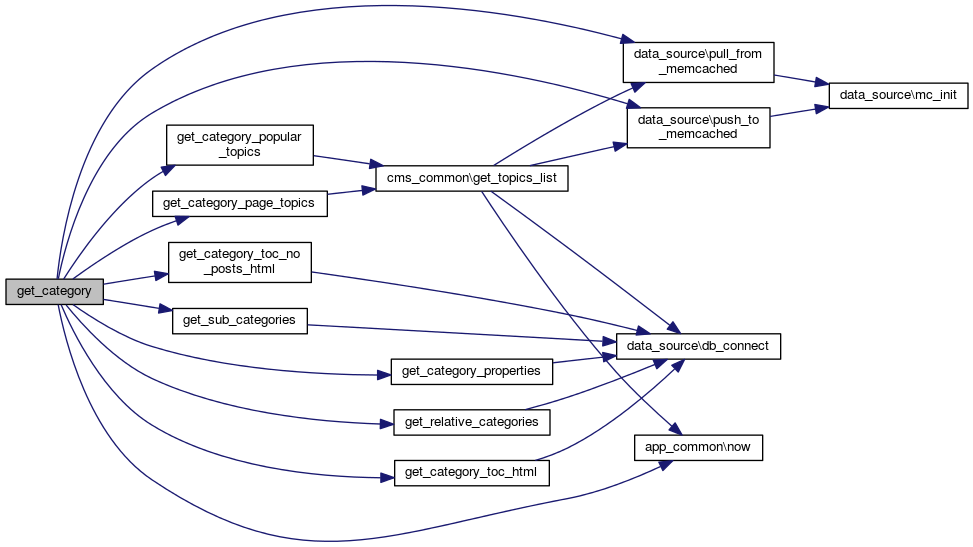 get_category
get_category_popular
_topics
get_category_page_topics
get_category_toc_no
_posts_html
get_sub_categories
get_category_properties
get_relative_categories
get_category_toc_html
cms_common\get_topics_list
data_source\pull_from
_memcached
data_source\push_to
_memcached
data_source\mc_init
data_source\db_connect
app_common\now